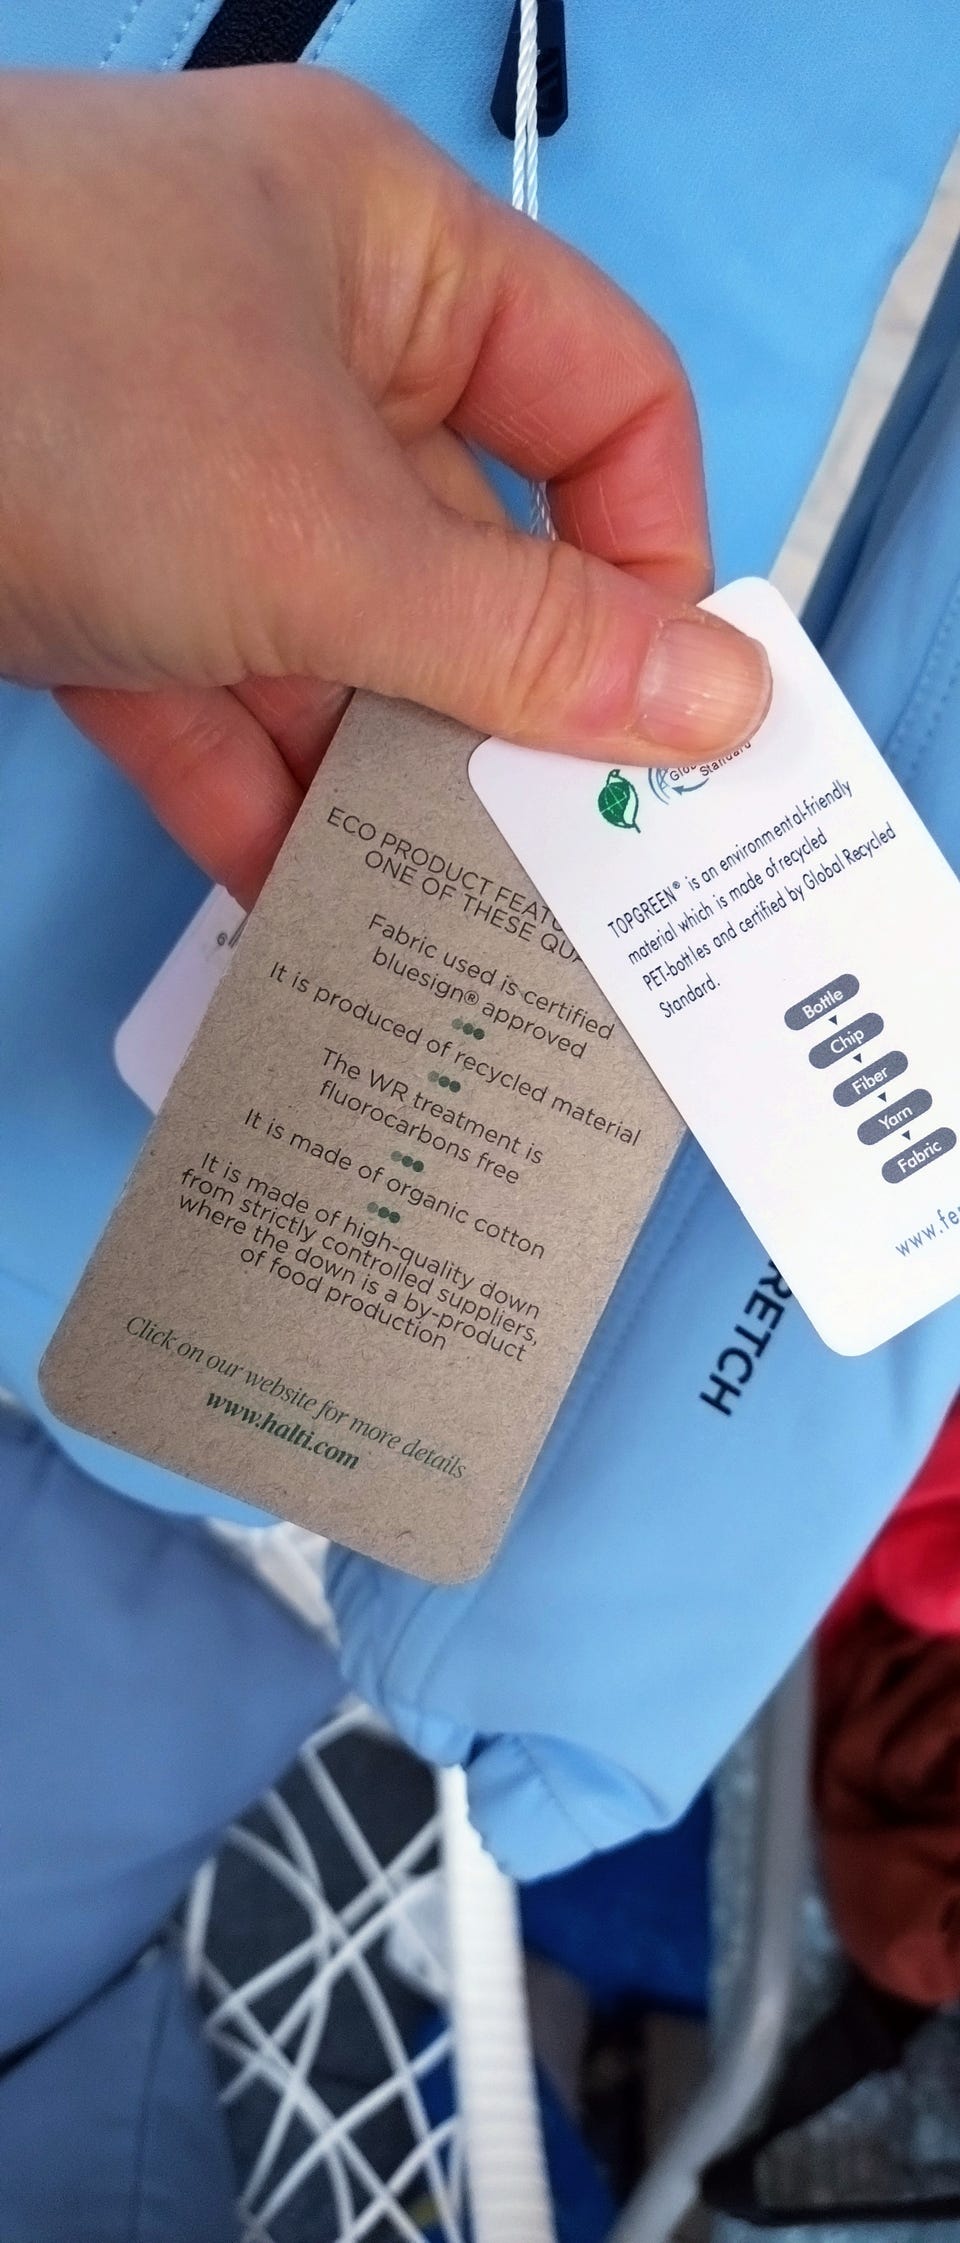 ECO PRODUCT
ONE OF THESE
Fabric used is certified
bluesign® approved
It is produced of recycled material
The WR treatment is
fluorocarbons free
It is made of organic cotton
It is made of high-quality down
from strictly controlled suppliers,
where the down is a by-product
of food production
Click on our website for more details
www.halti.com
Standard
TOPGREEN® is an environmental-friendly
material which is made of recycled
PET-bottles and certified by Global Recycled
Standard.
Bottle
Chip
Fiber
Yarn
Fabric